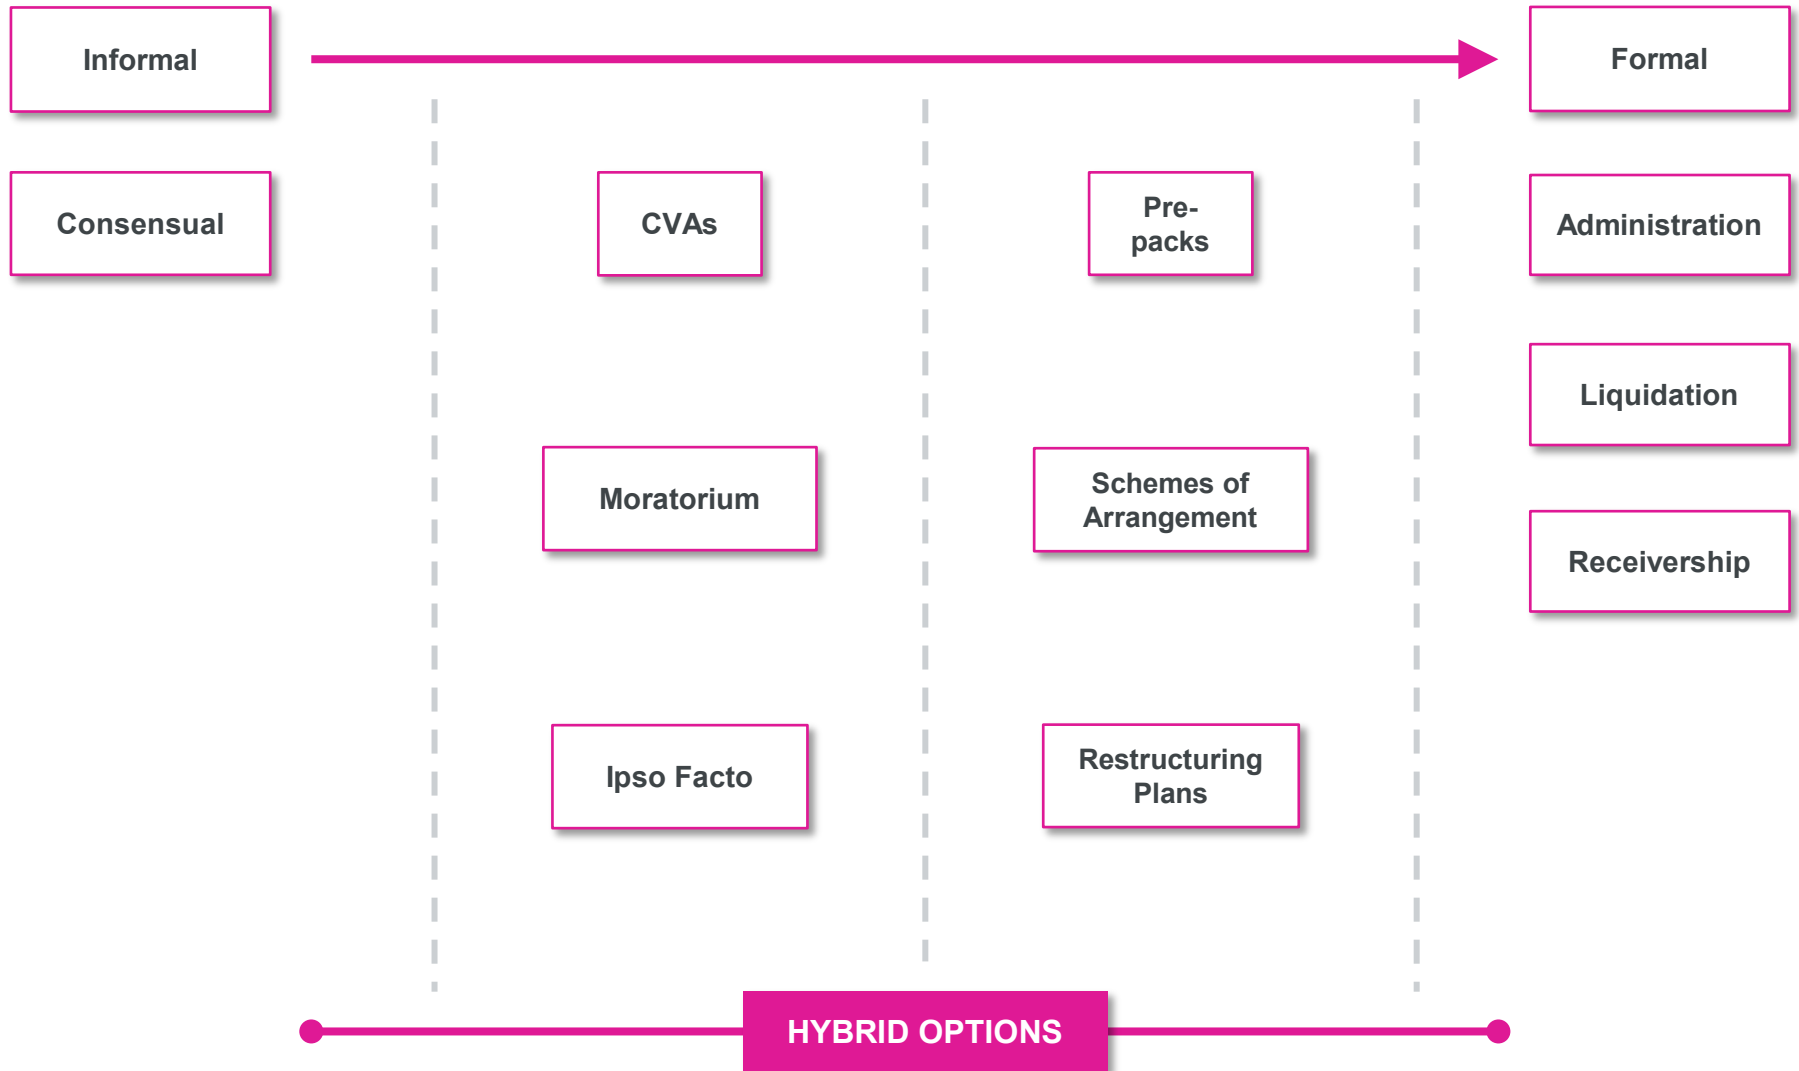 Informal
Formal
Consensual
CVAs
Pre-
packs
Administration
Liquidation
Moratorium
Schemes of
Arrangement
Receivership
Ipso Facto
Restructuring
Plans
HYBRID OPTIONS